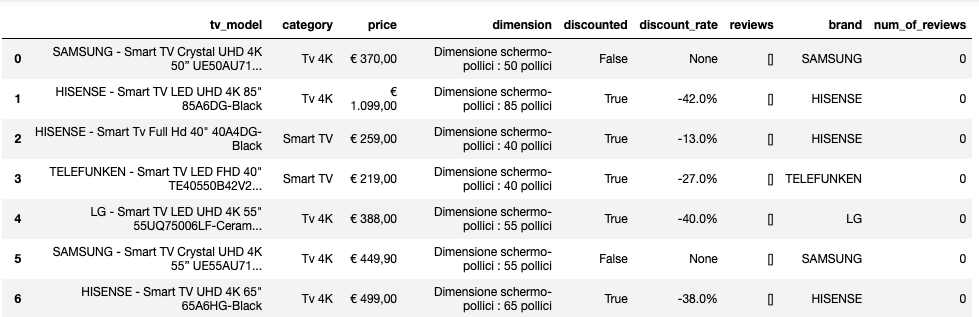 tv_model category price dimension discounted discount_rate reviews brand num_of_reviews
0 SAMSUNG - Smart TV Crystal UHD 4K 50” UE50AU71... Tv 4K € 370,00 Dimensione schermo-pollici : 50 pollici False None [] SAMSUNG 0
1 HISENSE - Smart TV LED UHD 4K 85" 85A6DG-Black Tv 4K € 1.099,00 Dimensione schermo-pollici : 85 pollici True -42.0% [] HISENSE 0
2 HISENSE - Smart Tv Full Hd 40" 40A4DG-Black Smart TV € 259,00 Dimensione schermo-pollici : 40 pollici True -13.0% [] HISENSE 0
3 TELEFUNKEN - Smart TV LED FHD 40" TE40550B42V2... Smart TV € 219,00 Dimensione schermo-pollici : 40 pollici True -27.0% [] TELEFUNKEN 0
4 LG - Smart TV LED UHD 4K 55" 55UQ75006LF-Ceram... Tv 4K € 388,00 Dimensione schermo-pollici : 55 pollici True -40.0% [] LG 0
5 SAMSUNG - Smart TV Crystal UHD 4K 55” UE55AU71... Tv 4K € 449,90 Dimensione schermo-pollici : 55 pollici False None [] SAMSUNG 0
6 HISENSE - Smart TV UHD 4K 65" 65A6HG-Black Tv 4K € 499,00 Dimensione schermo-pollici : 65 pollici True -38.0% [] HISENSE 0